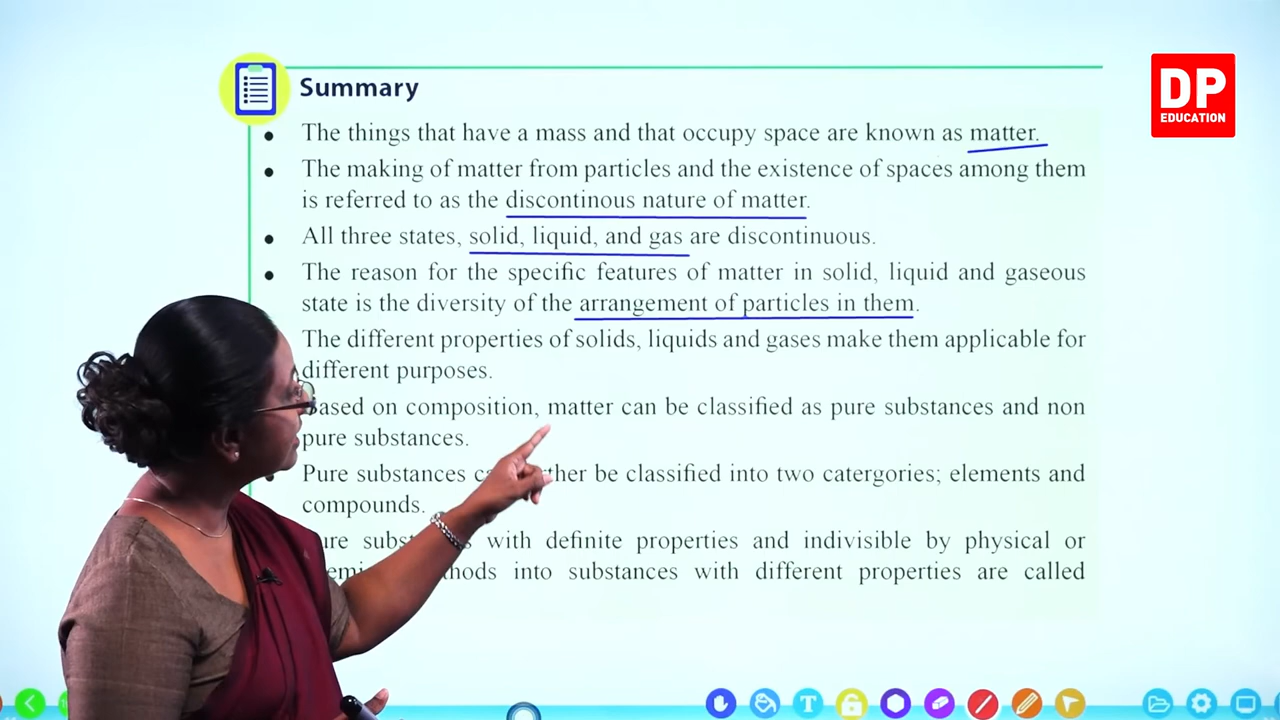 DP
EDUCATION
Summary
The things that have a mass and that occupy space are known as matter.
The making of matter from particles and the existence of spaces among them
is referred to as the discontinous nature of matter.
All three states, solid, liquid, and gas are discontinuous.
The reason for the specific features of matter in solid, liquid and gaseous
state is the diversity of the arrangement of particles in them.
The different properties of solids, liquids and gases make them applicable for
different purposes.
Based on composition, matter can be classified as pure substances and non
pure substances.
Pure substances be classified into two catergories; elements and
compounds.
with definite properties and indivisible by physical or
into substances with different properties are called
T